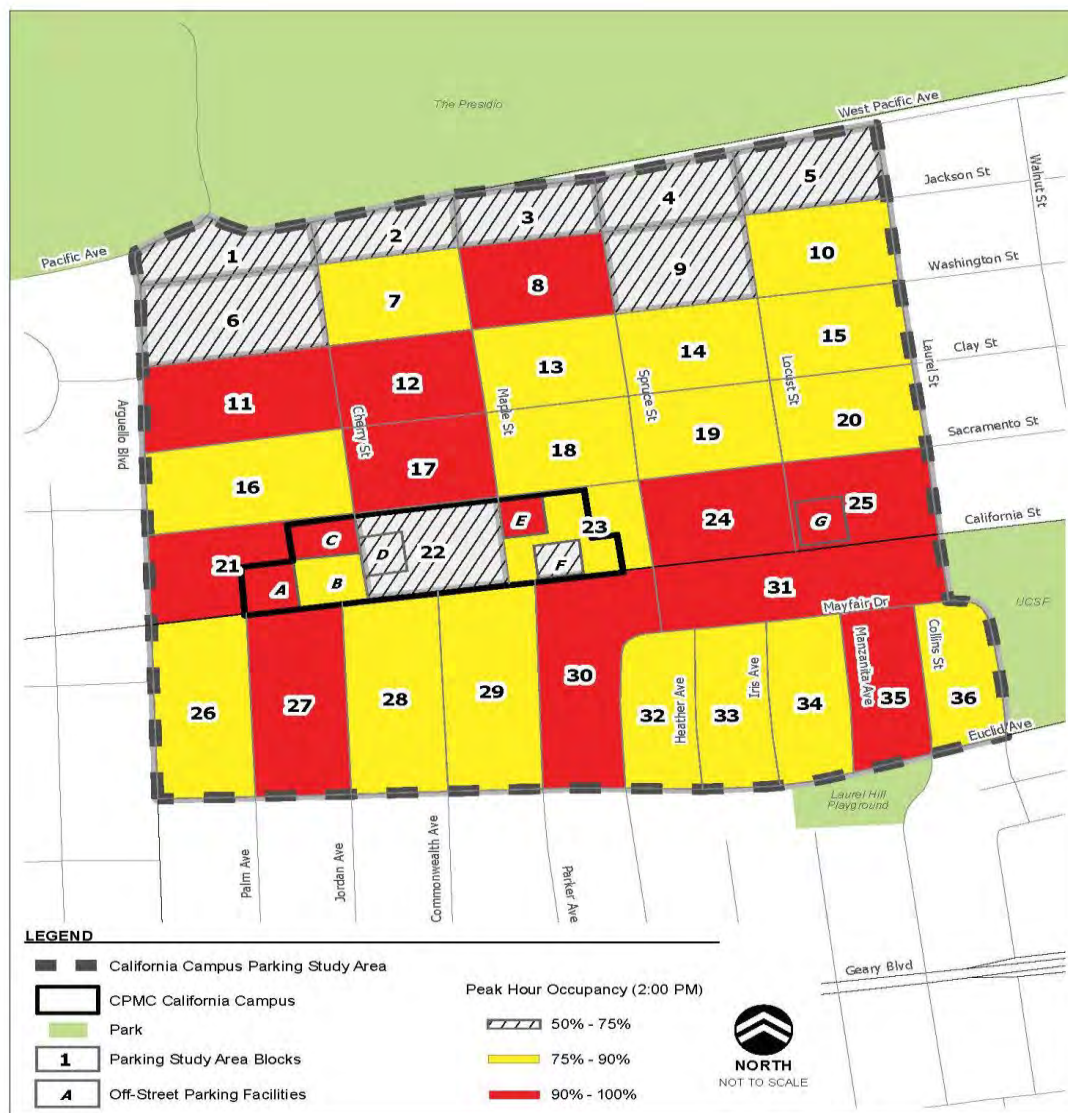 The Presidio
West Pacific Ave
Walnut St
Jackson St
Pacific Ave
Washington St
Clay St
Laurel St
Locust St
Spruce St
Maple St
Cherry St
Arguello Blvd
Sacramento St
California St
1
2
3
4
5
6
7
8
9
10
11
12
13
14
15
16
17
18
19
20
21
22
23
24
25
A
B
C
D
E
F
G
31
Mayfair Dr
UCSF
26
27
28
29
30
32
Heather Ave
33
Iris Ave
34
Manzanita Ave
35
Collins St
36
Euclid Ave
Laurel Hill
Playground
Palm Ave
Jordan Ave
Commonwealth Ave
Parker Ave
Geary Blvd
LEGEND
California Campus Parking Study Area
CPMC California Campus
Park
1 Parking Study Area Blocks
A Off-Street Parking Facilities
Peak Hour Occupancy (2:00 PM)
50% - 75%
75% - 90%
90% - 100%
NORTH
NOT TO SCALE